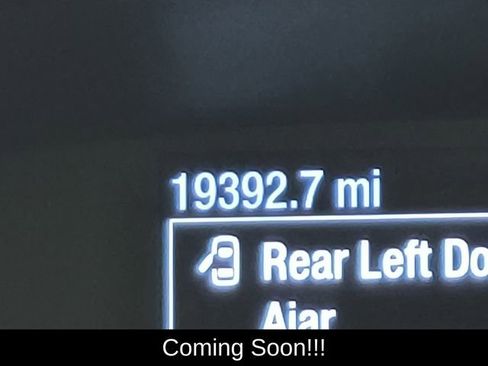 19392.7 mi
Rear Left Do
Ajar
Coming Soon!!!